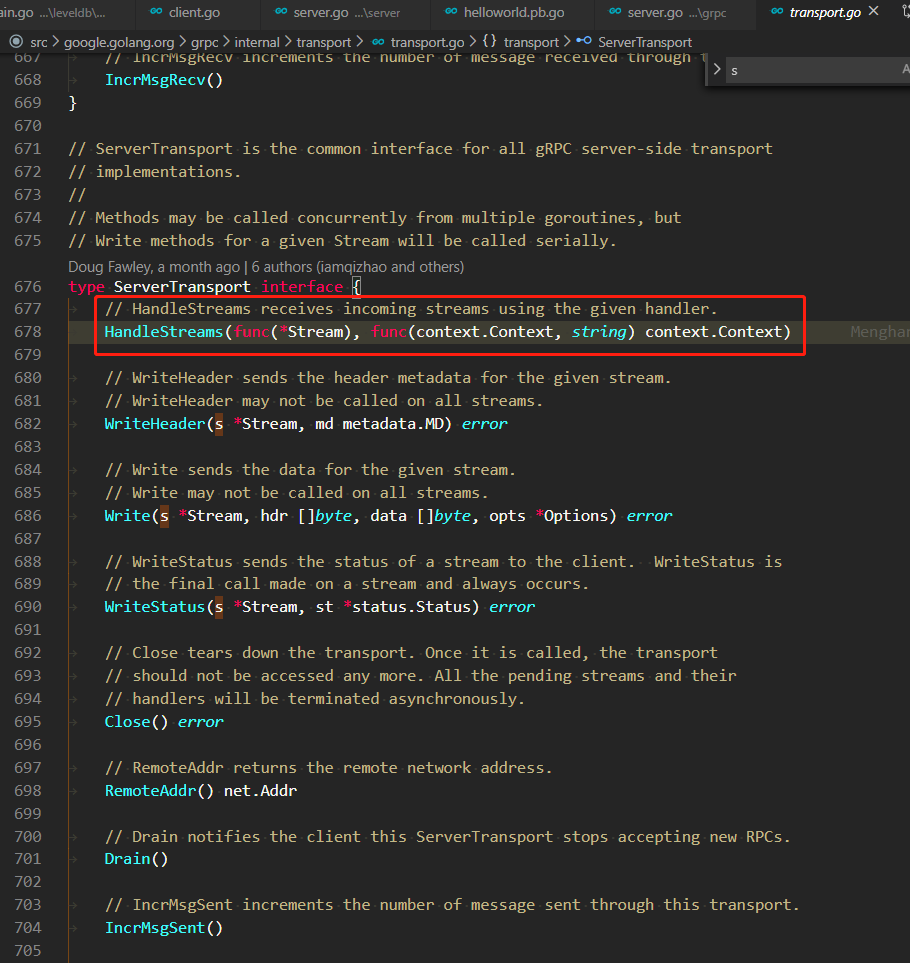 ain.go ...\leveldb\... client.go server.go ...\server helloworld.pb.go server.go ...\grpc transport.go
src > google.golang.org > grpc > internal > transport > transport.go > {} transport > ServerTransport
> s
667 // IncrMsgRecv increments the number of message received through t
668 IncrMsgRecv()
669 }
670
671 // ServerTransport is the common interface for all gRPC server-side transport
672 // implementations.
673 //
674 // Methods may be called concurrently from multiple goroutines, but
675 // Write methods for a given Stream will be called serially.
Doug Fawley, a month ago | 6 authors (iamqizhao and others)
676 type ServerTransport interface {
677 // HandleStreams receives incoming streams using the given handler.
678 HandleStreams(func(*Stream), func(context.Context, string) context.Context) Menghan
679
680 // WriteHeader sends the header metadata for the given stream.
681 // WriteHeader may not be called on all streams.
682 WriteHeader(s *Stream, md metadata.MD) error
683
684 // Write sends the data for the given stream.
685 // Write may not be called on all streams.
686 Write(s *Stream, hdr []byte, data []byte, opts *Options) error
687
688 // WriteStatus sends the status of a stream to the client.  WriteStatus is
689 // the final call made on a stream and always occurs.
690 WriteStatus(s *Stream, st *status.Status) error
691
692 // Close tears down the transport. Once it is called, the transport
693 // should not be accessed any more. All the pending streams and their
694 // handlers will be terminated asynchronously.
695 Close() error
696
697 // RemoteAddr returns the remote network address.
698 RemoteAddr() net.Addr
699
700 // Drain notifies the client this ServerTransport stops accepting new RPCs.
701 Drain()
702
703 // IncrMsgSent increments the number of message sent through this transport.
704 IncrMsgSent()
705